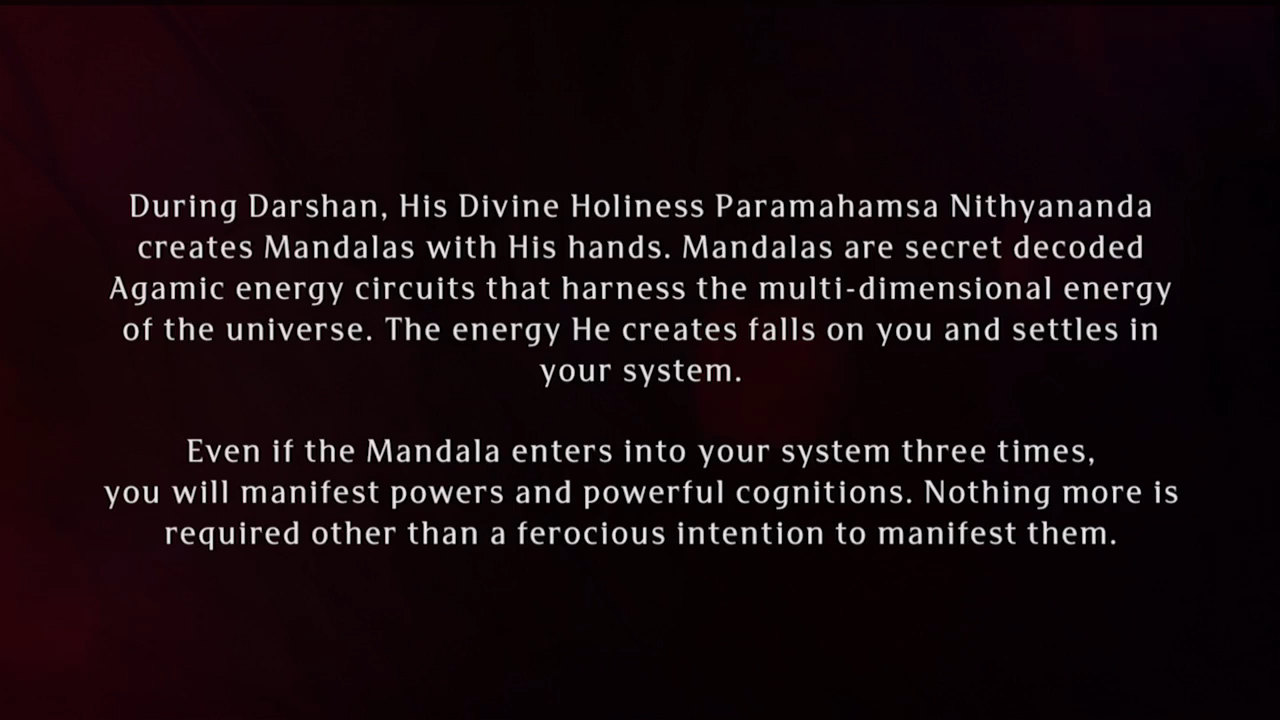 During Darshan, His Divine Holiness Paramahamsa Nithyananda
creates Mandalas with His hands. Mandalas are secret decoded
Agamic energy circuits that harness the multi-dimensional energy
of the universe. The energy He creates falls on you and settles in
your system.
Even if the Mandala enters into your system three times,
you will manifest powers and powerful cognitions. Nothing more is
required other than a ferocious intention to manifest them.